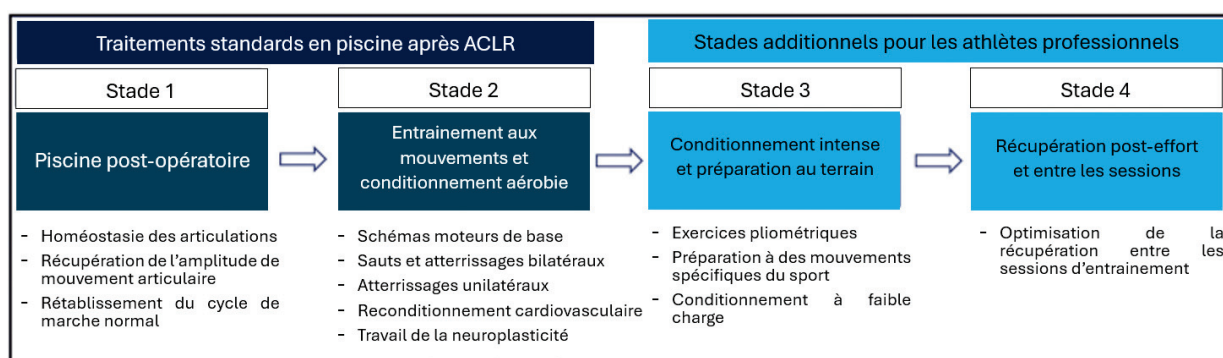 Traitements standards en piscine après ACLR
Stades additionnels pour les athlètes professionnels
Stade 1
Stade 2
Stade 3
Stade 4
Piscine post-opératoire
Entrainement aux
mouvements et
conditionnement aérobie
Conditionnement intense
et préparation au terrain
Récupération post-effort
et entre les sessions
- Homéostasie des articulations
- Récupération de l'amplitude de
mouvement articulaire
- Rétablissement du cycle de
marche normal
- Schémas moteurs de base
- Sauts et atterrissages bilatéraux
- Atterrissages unilatéraux
- Reconditionnement cardiovasculaire
- Travail de la neuroplasticité
- Exercices pliométriques
- Préparation à des mouvements
spécifiques du sport
- Conditionnement à faible
charge
- Optimisation de la
récupération entre les
sessions d'entrainement